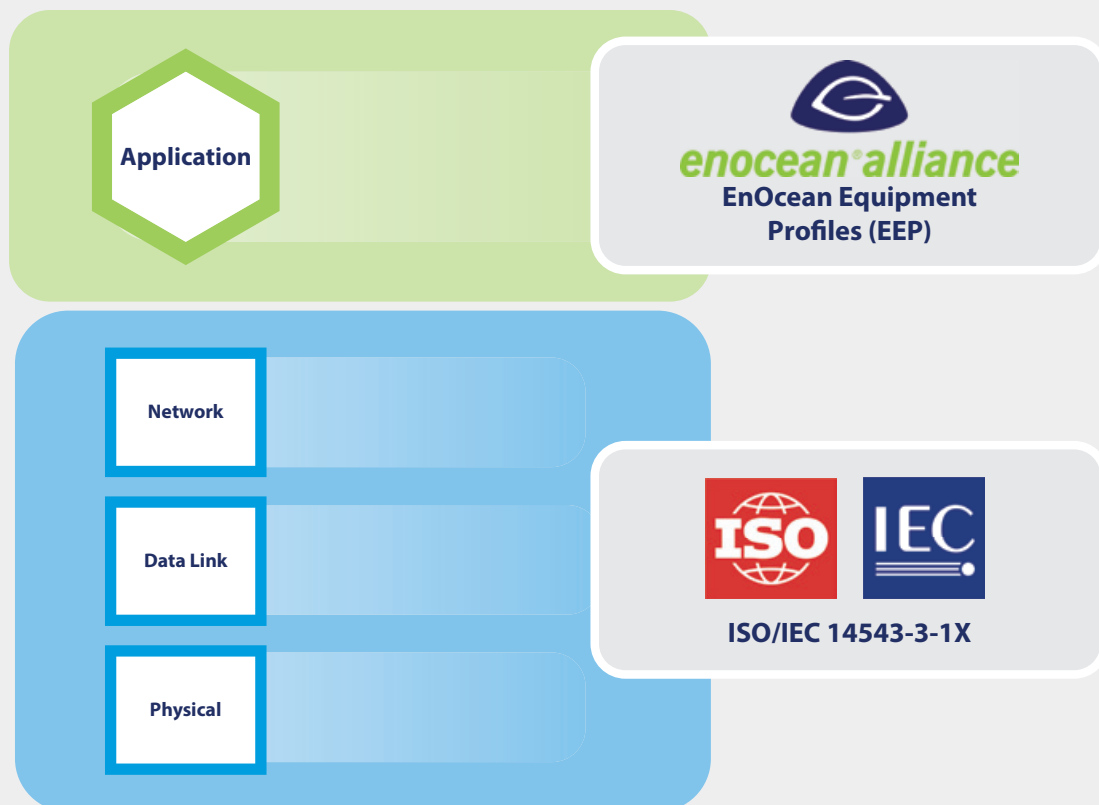 Application
enocean®alliance
EnOcean Equipment
Profiles (EEP)
Network
Data Link
ISO IEC
ISO/IEC 14543-3-1X
Physical